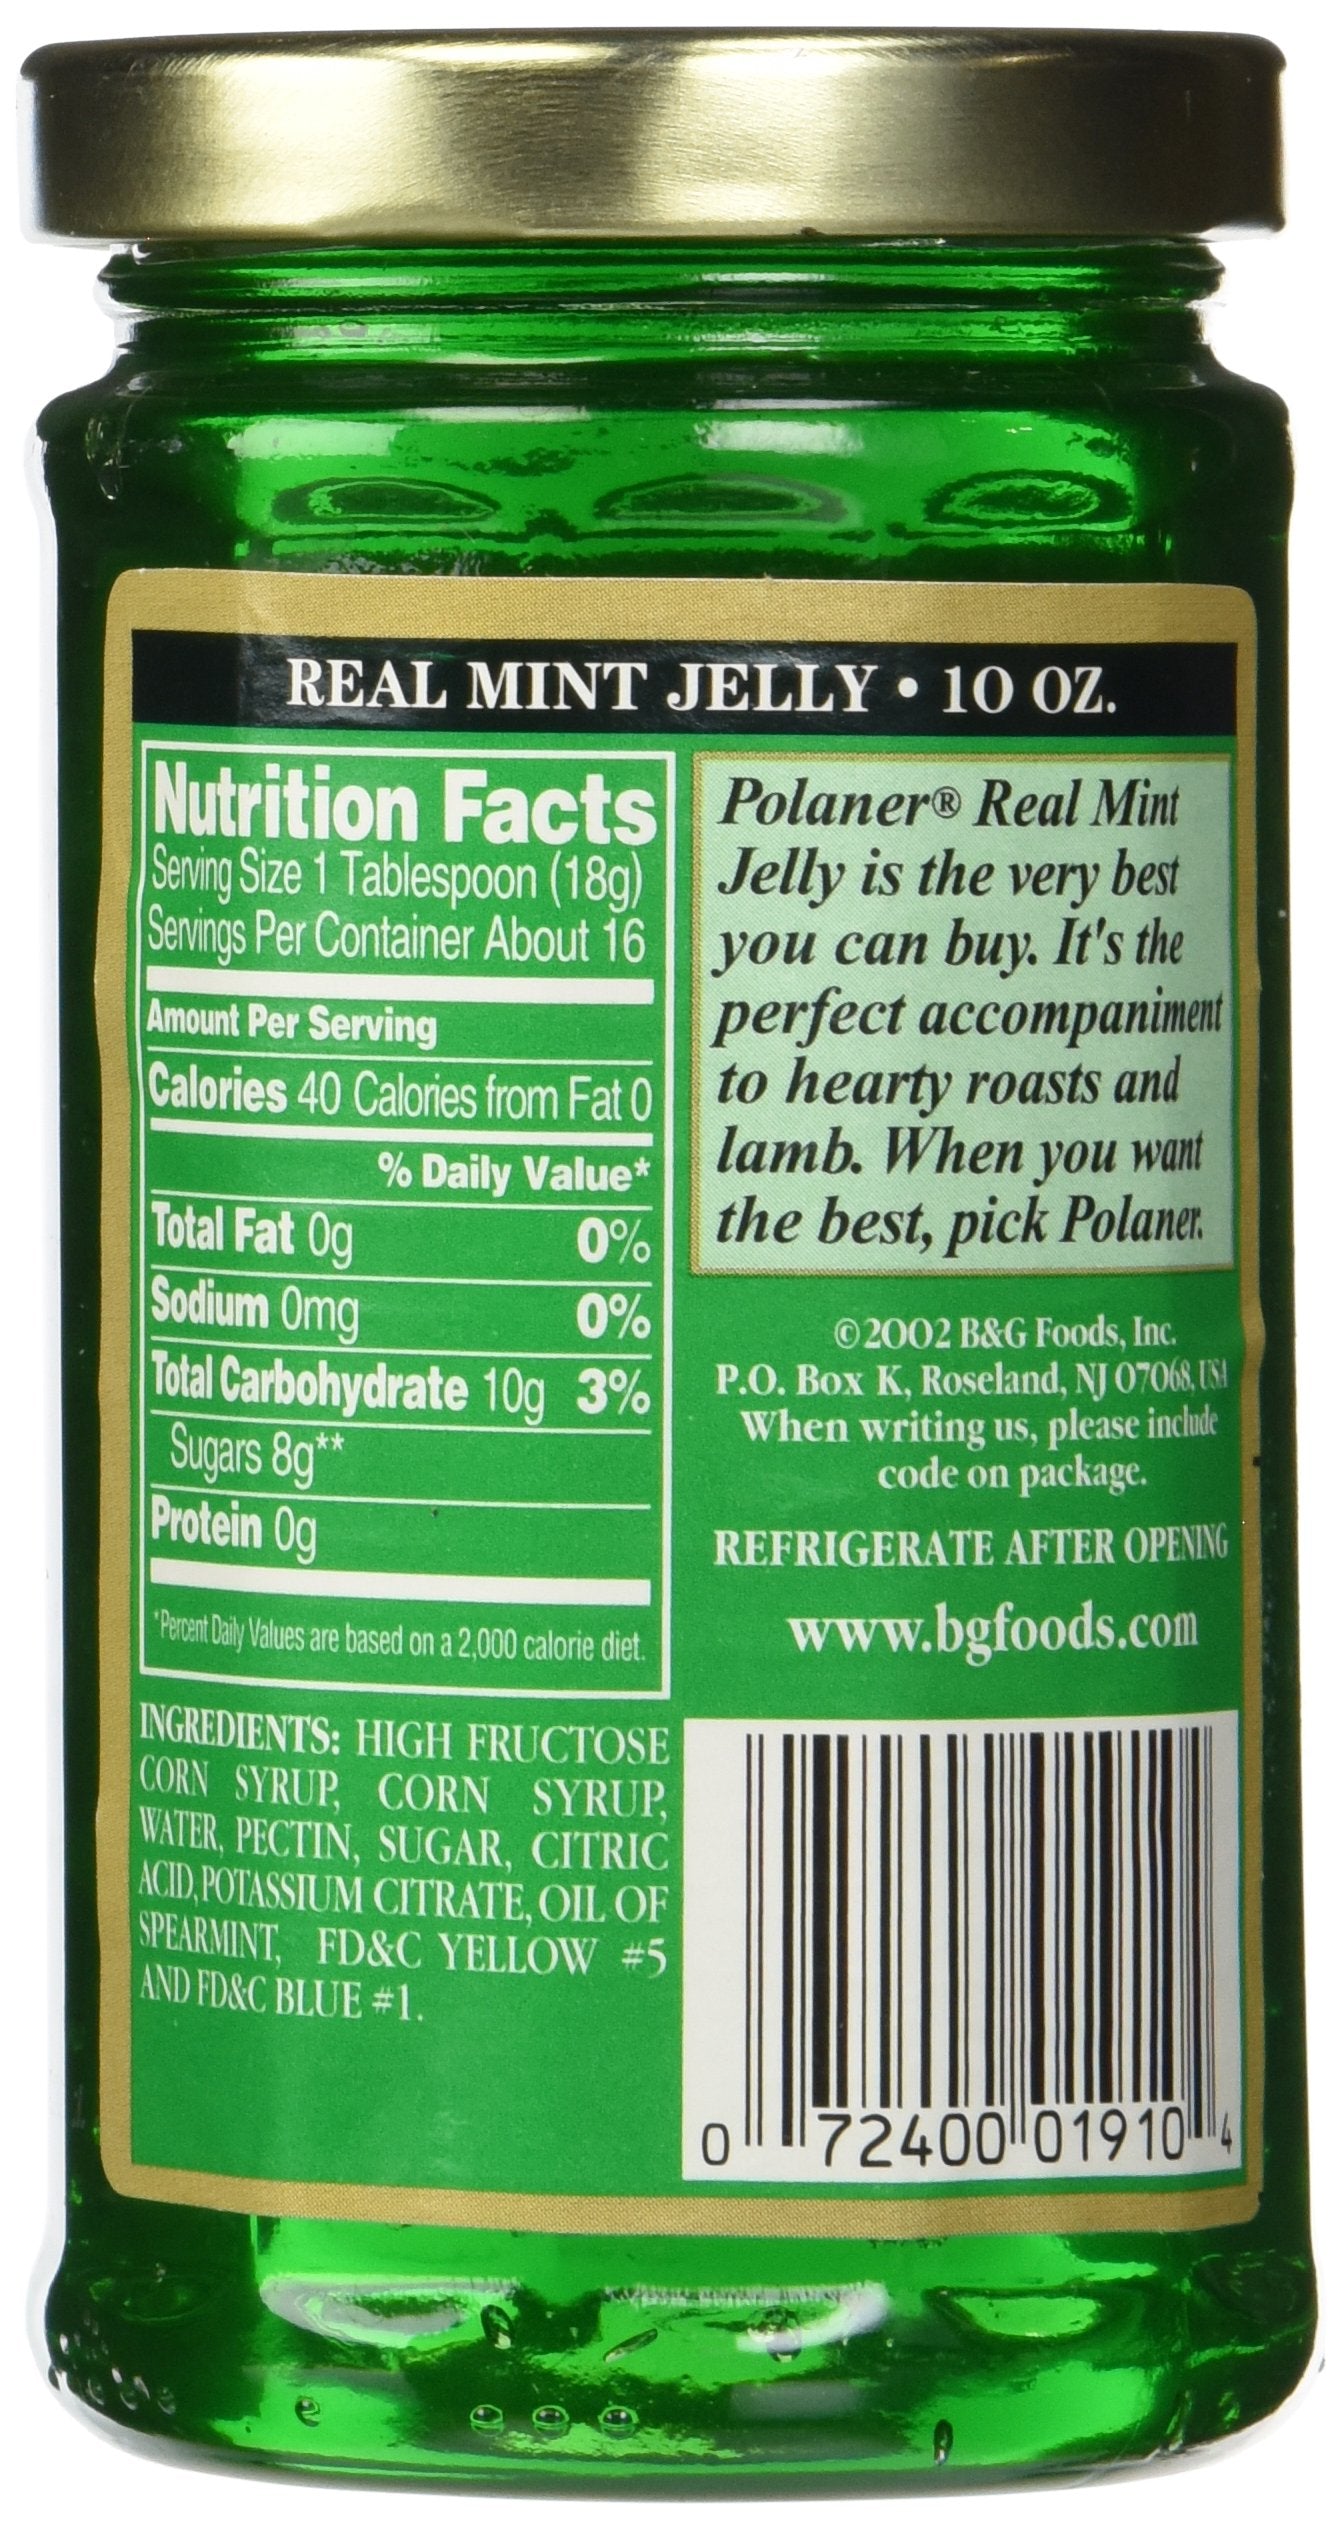 REAL MINT JELLY • 10 OZ.
Nutrition Facts
Serving Size 1 Tablespoon (18g)
Servings Per Container About 16
Amount Per Serving
Calories 40 Calories from Fat 0
% Daily Value*
Total Fat 0g 0%
Sodium 0mg 0%
Total Carbohydrate 10g 3%
Sugars 8g**
Protein 0g
*Percent Daily Values are based on a 2,000 calorie diet.
INGREDIENTS: HIGH FRUCTOSE
CORN SYRUP, CORN SYRUP,
WATER, PECTIN, SUGAR, CITRIC
ACID, POTASSIUM CITRATE, OIL OF
SPEARMINT, FD&C YELLOW #5
AND FD&C BLUE #1.
Polaner® Real Mint
Jelly is the very best
you can buy. It's the
perfect accompaniment
to hearty roasts and
lamb. When you want
the best, pick Polaner.
©2002 B&G Foods, Inc.
P.O. Box K, Roseland, NJ 07068, USA
When writing us, please include
code on package.
REFRIGERATE AFTER OPENING
www.bgfoods.com
0 72400 01910 4